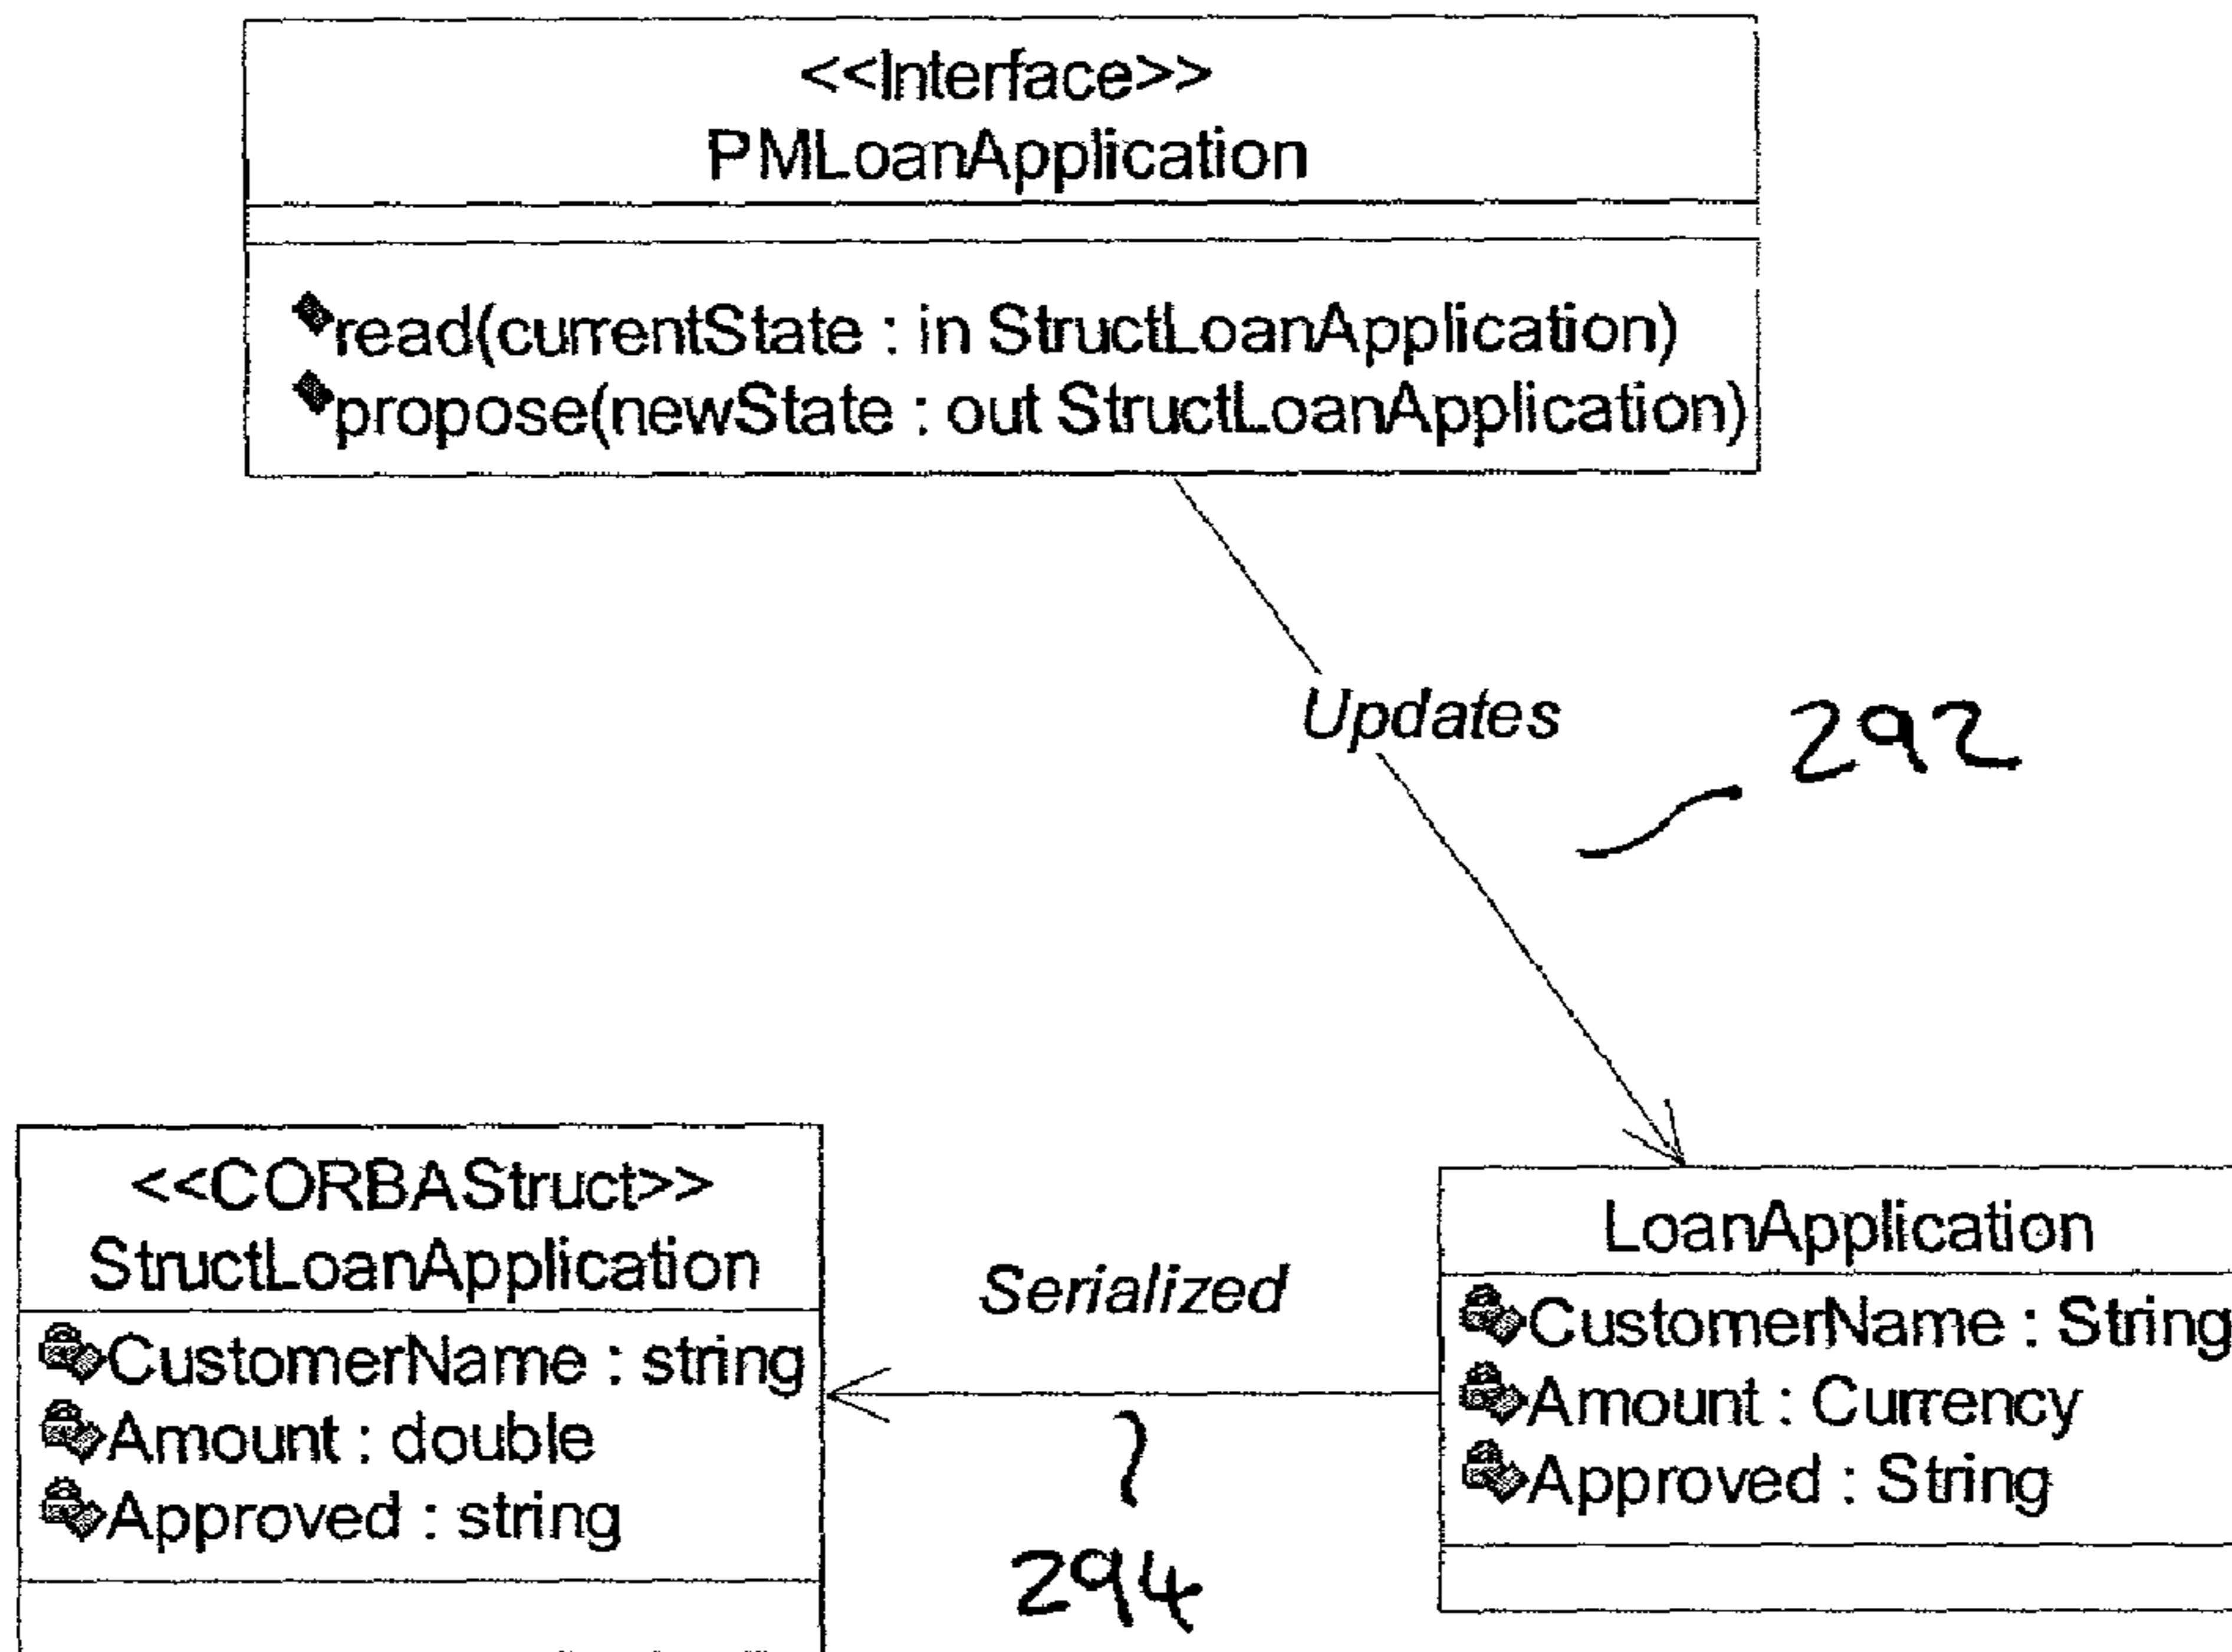 <<Interface>>
PMLoanApplication
read(currentState : in StructLoanApplication)
propose(newState : out StructLoanApplication)
Updates
292
<<CORBAStruct>>
StructLoanApplication
CustomerName : string
Amount : double
Approved : string
Serialized
294
LoanApplication
CustomerName : String
Amount : Currency
Approved : String